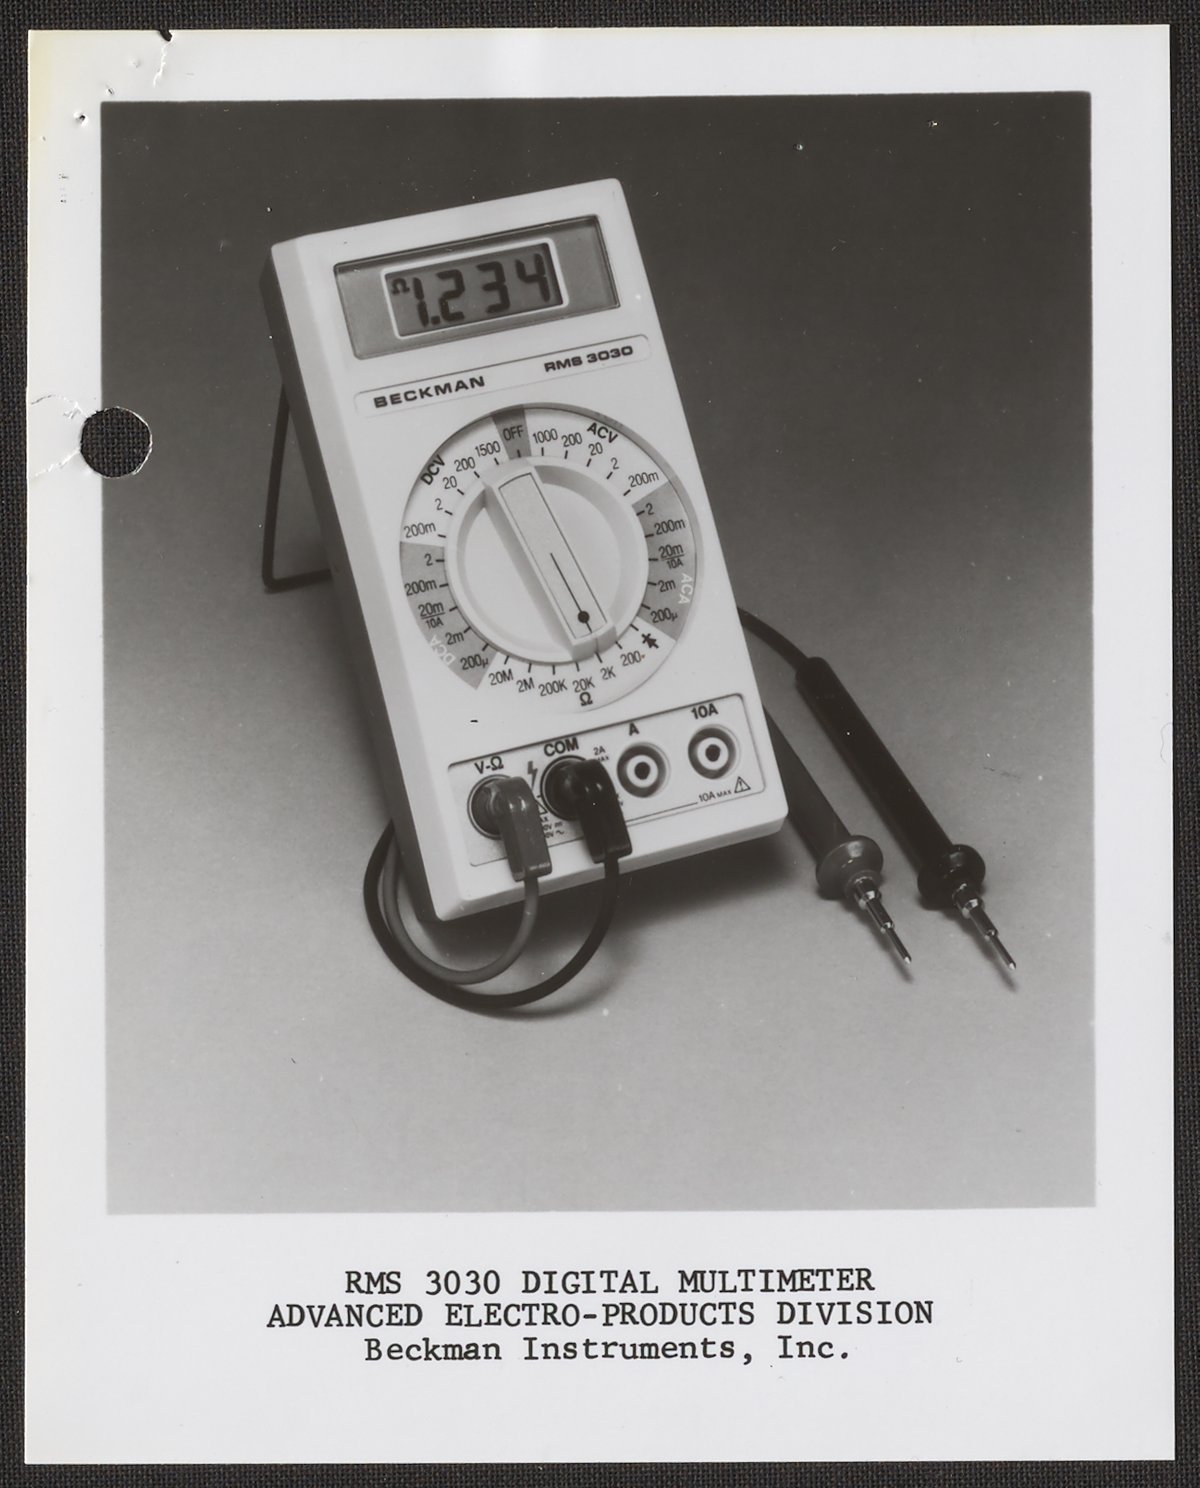 Ω1.234
BECKMAN RMS 3030
OFF
DCV 1500 200 20 2 200m
1000 200 ACV 20 2 200m
2 200m 20m/10A 2m 200µ DCA
2 200m 20m/10A 2m 200µ ACA
20M 2M 200K 20K 2K 200
Ω
V-Ω COM 2A MAX A 10A
10A MAX
RMS 3030 DIGITAL MULTIMETER
ADVANCED ELECTRO-PRODUCTS DIVISION
Beckman Instruments, Inc.